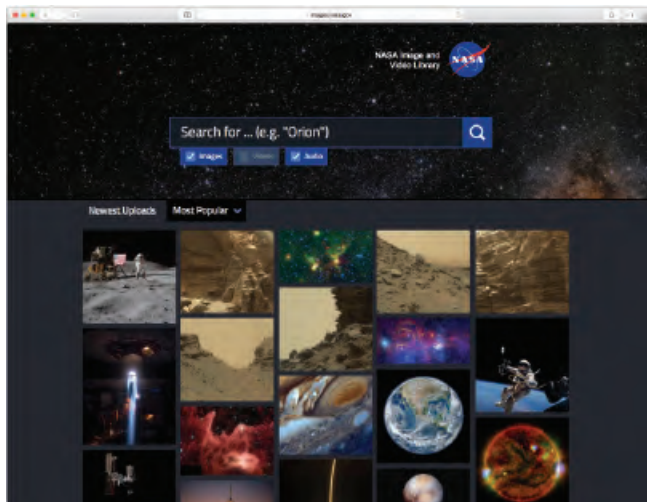 NASA Image and
Video Library
NASA
Search for ... (e.g. "Orion")
Images
Audio
Newest Uploads Most Popular